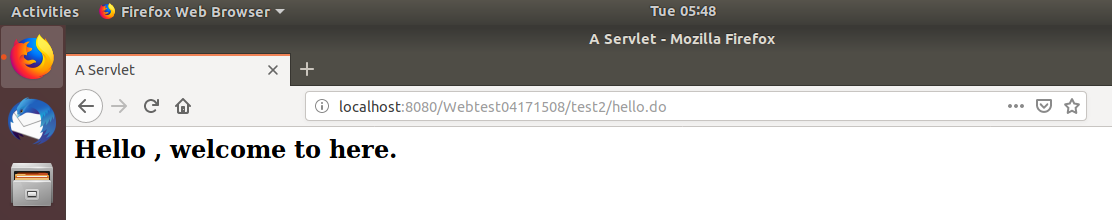 Activities Firefox Web Browser Tue 05:48
A Servlet - Mozilla Firefox
A Servlet
localhost:8080/Webtest04171508/test2/hello.do
Hello , welcome to here.